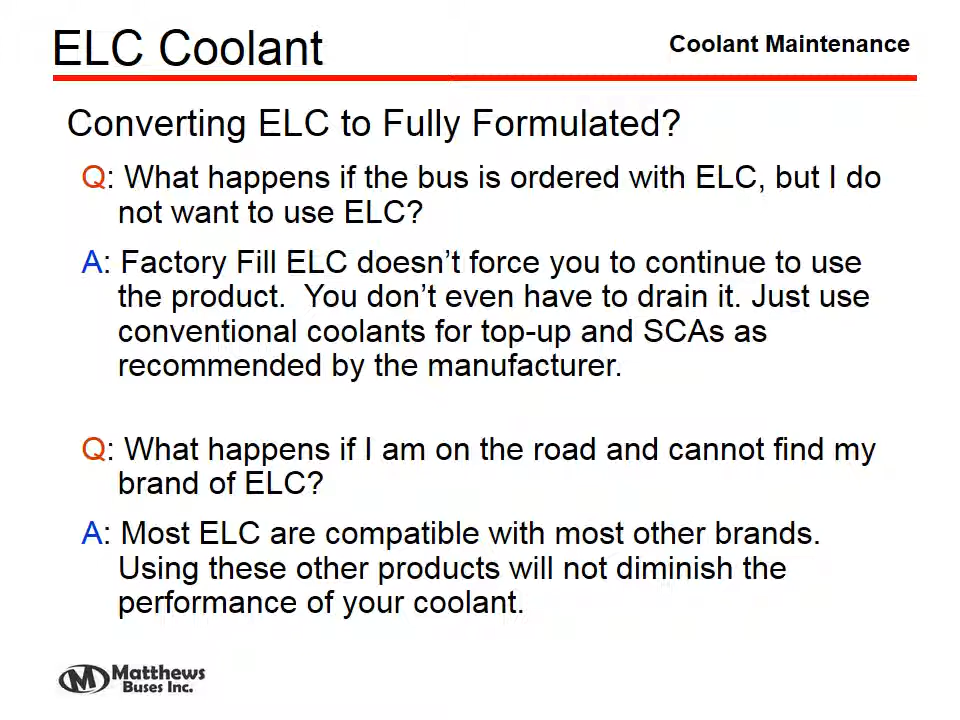 ELC Coolant
Coolant Maintenance
Converting ELC to Fully Formulated?
Q: What happens if the bus is ordered with ELC, but I do
not want to use ELC?
A: Factory Fill ELC doesn’t force you to continue to use
the product.  You don’t even have to drain it. Just use
conventional coolants for top-up and SCAs as
recommended by the manufacturer.
Q: What happens if I am on the road and cannot find my
brand of ELC?
A: Most ELC are compatible with most other brands.
Using these other products will not diminish the
performance of your coolant.
M Matthews
Buses Inc.